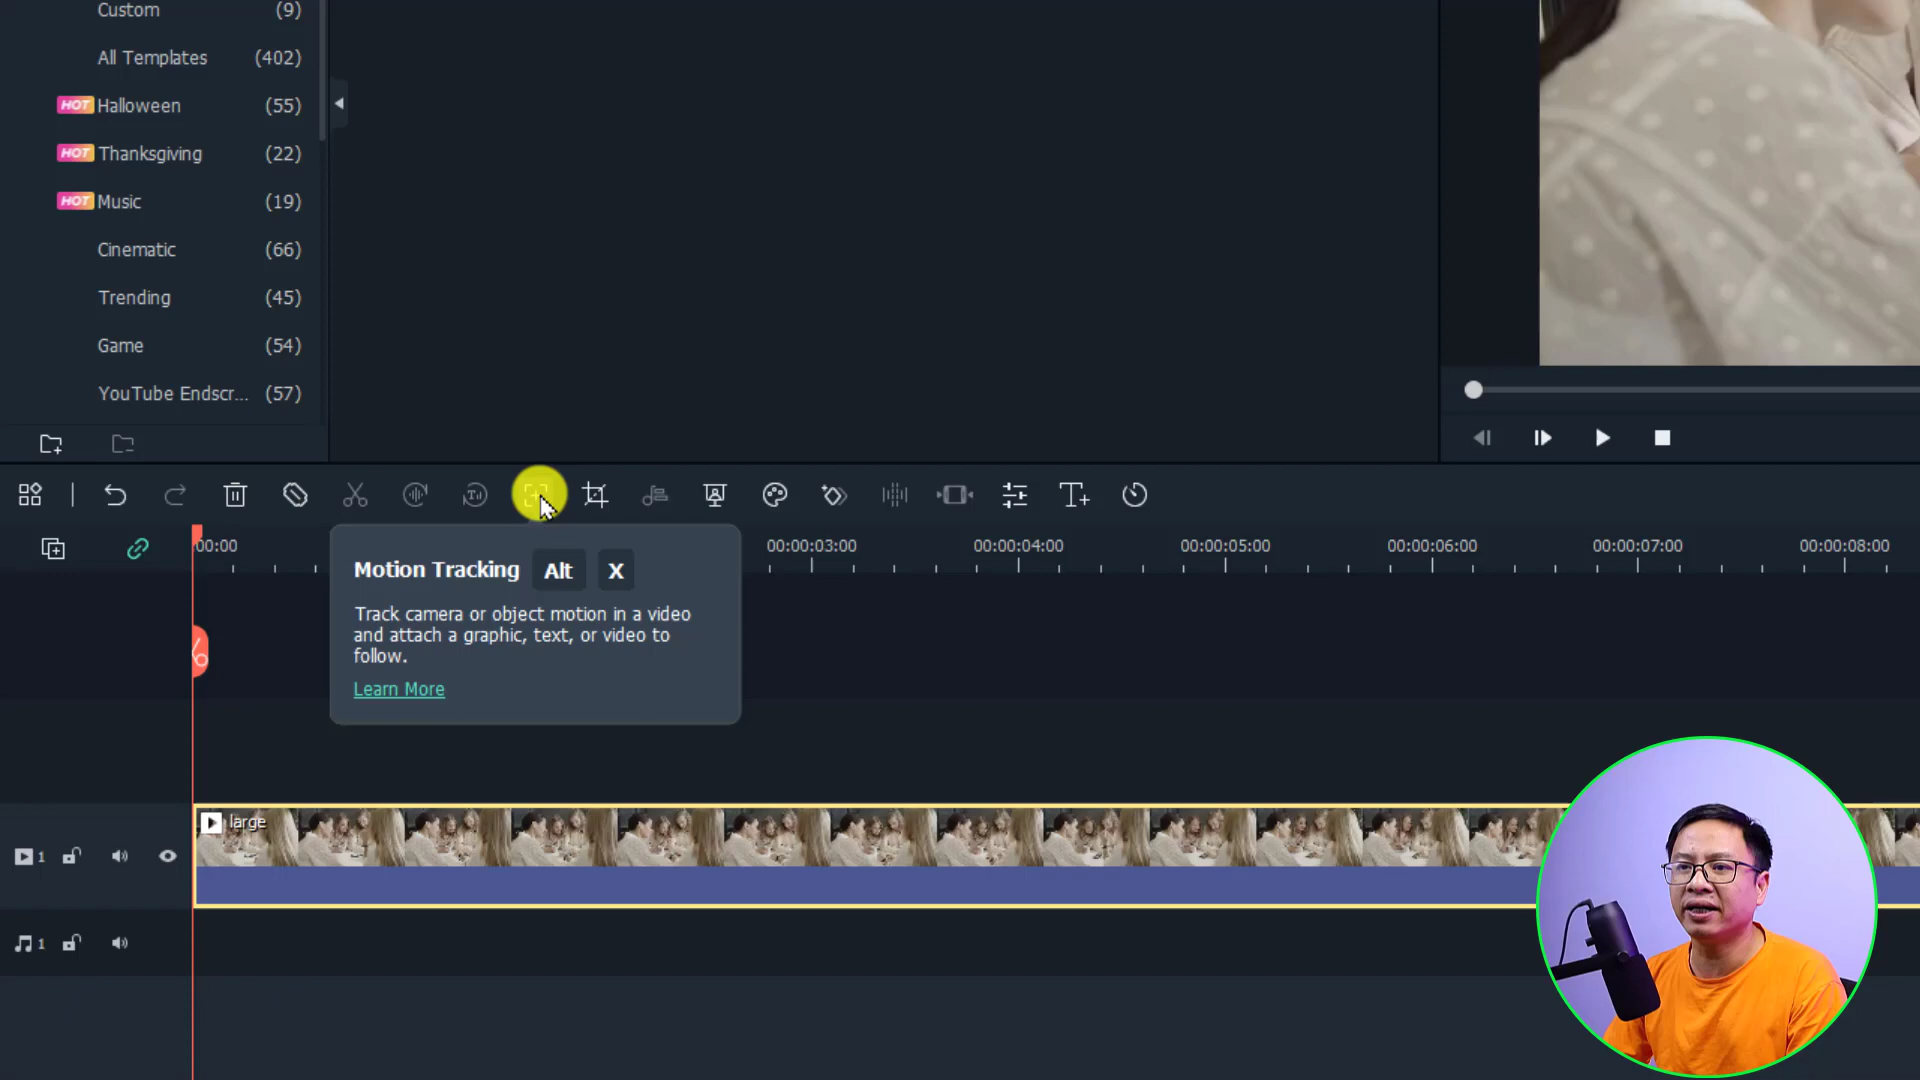 Custom (9)
All Templates (402)
HOT Halloween (55)
HOT Thanksgiving (22)
HOT Music (19)
Cinematic (66)
Trending (45)
Game (54)
YouTube Endscr... (57)
00:00
00:00:03:00
00:00:04:00
00:00:05:00
00:00:06:00
00:00:07:00
00:00:08:00
Motion Tracking Alt X
Track camera or object motion in a video
and attach a graphic, text, or video to
follow.
Learn More
large
1
1